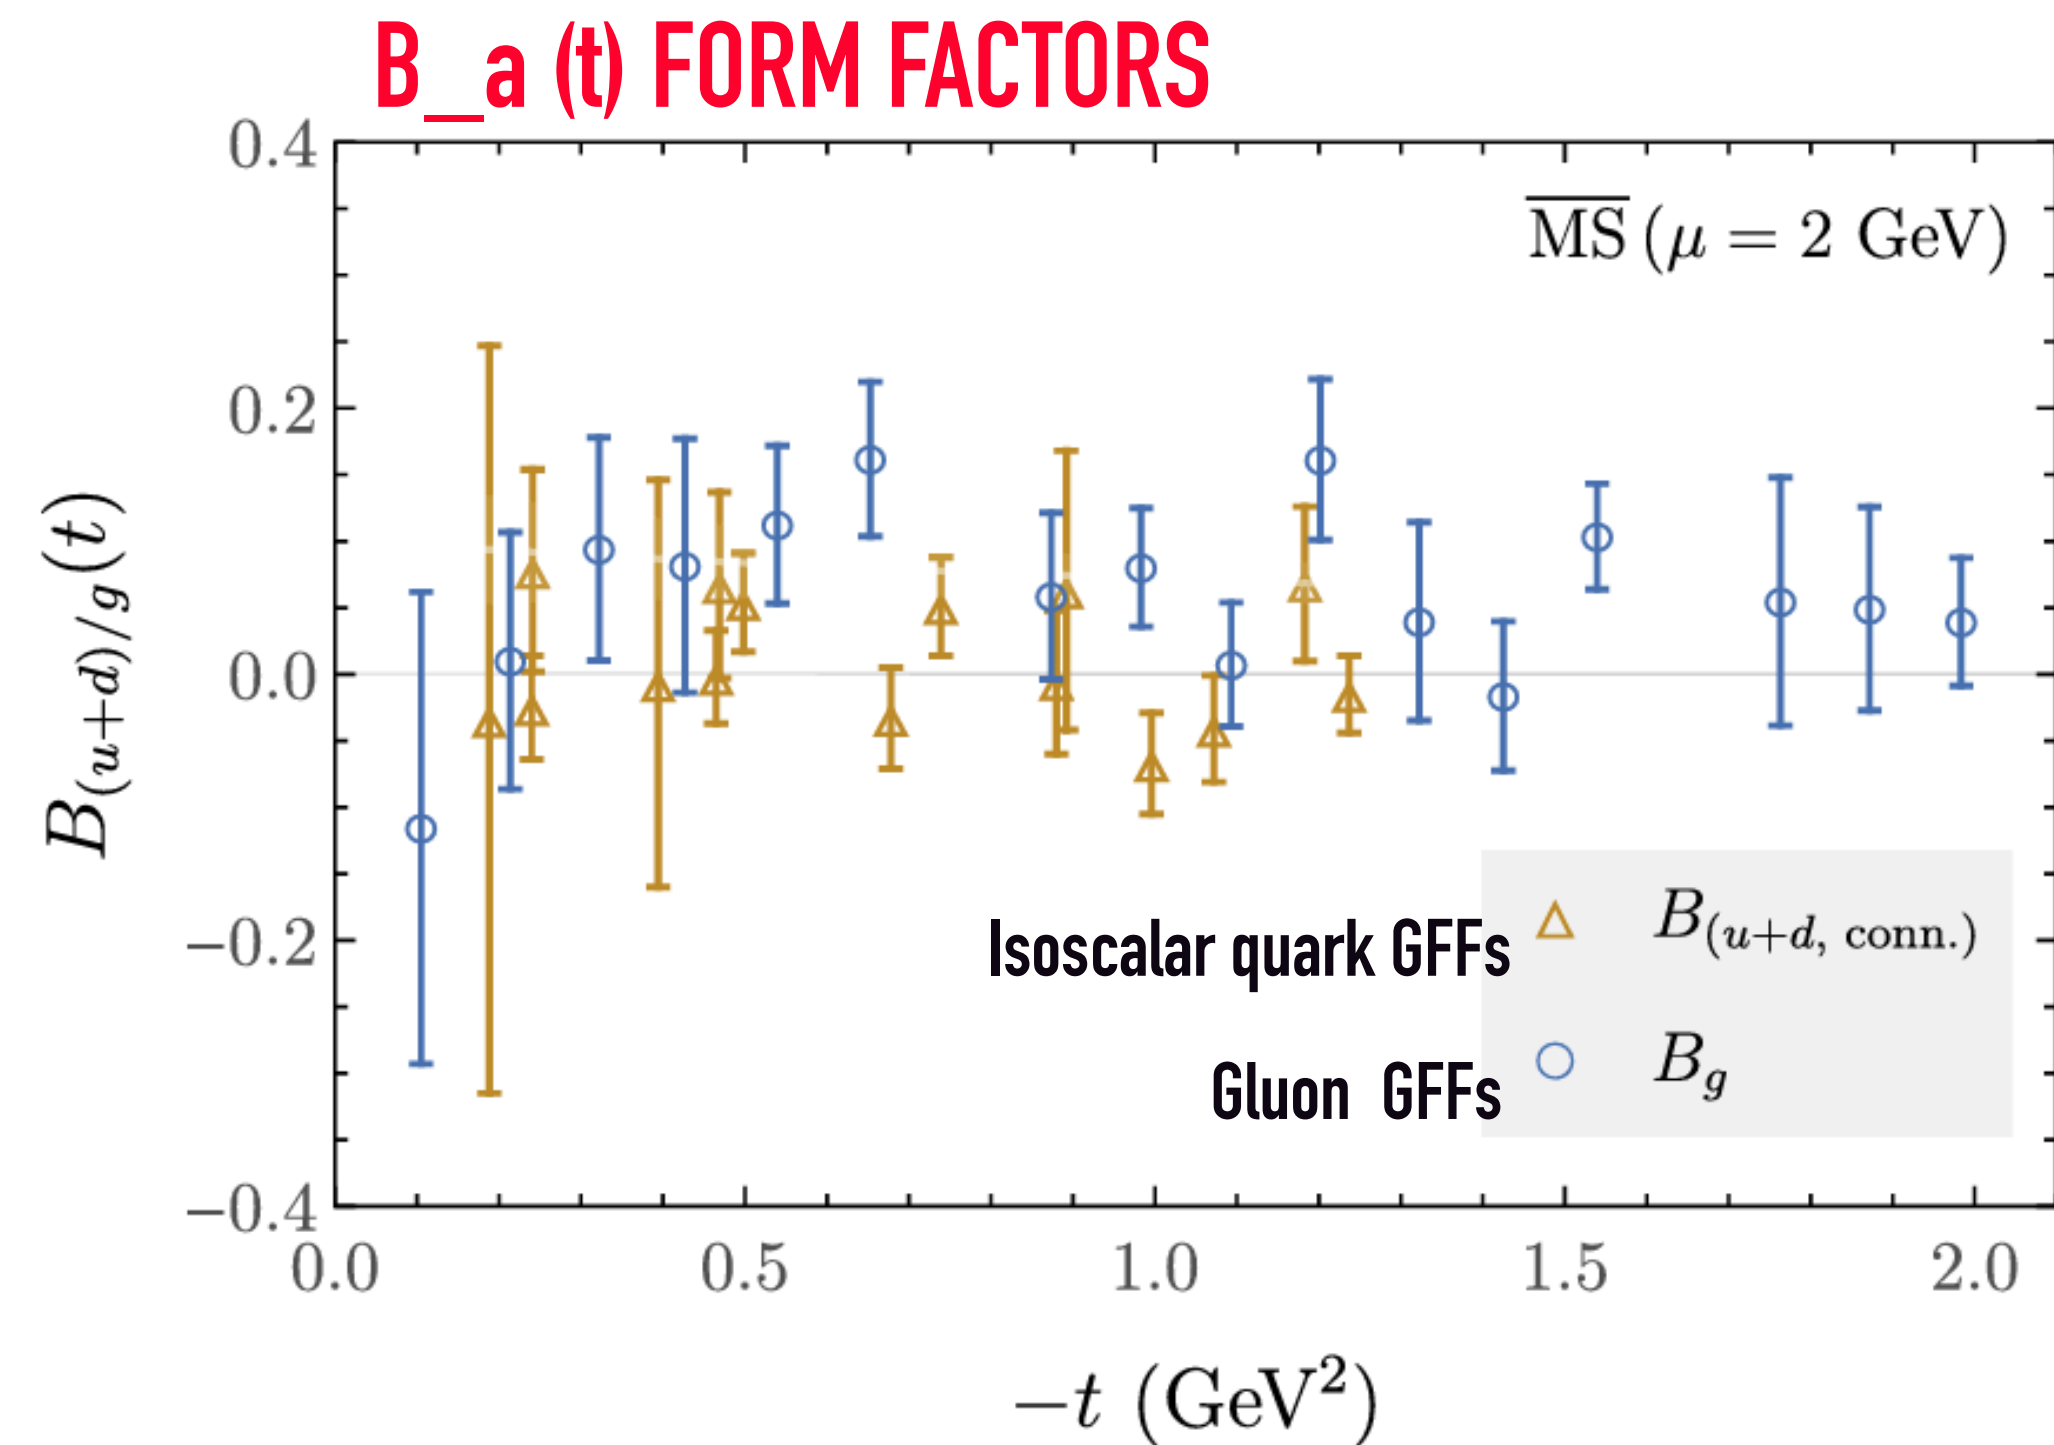 B_a (t) FORM FACTORS
0.4
0.2
0.0
−0.2
−0.4
B(u+d)/g(t)
M̅S̅ (μ = 2 GeV)
Isoscalar quark GFFs
B(u+d, conn.)
Gluon GFFs
Bg
0.0 0.5 1.0 1.5 2.0
−t (GeV²)